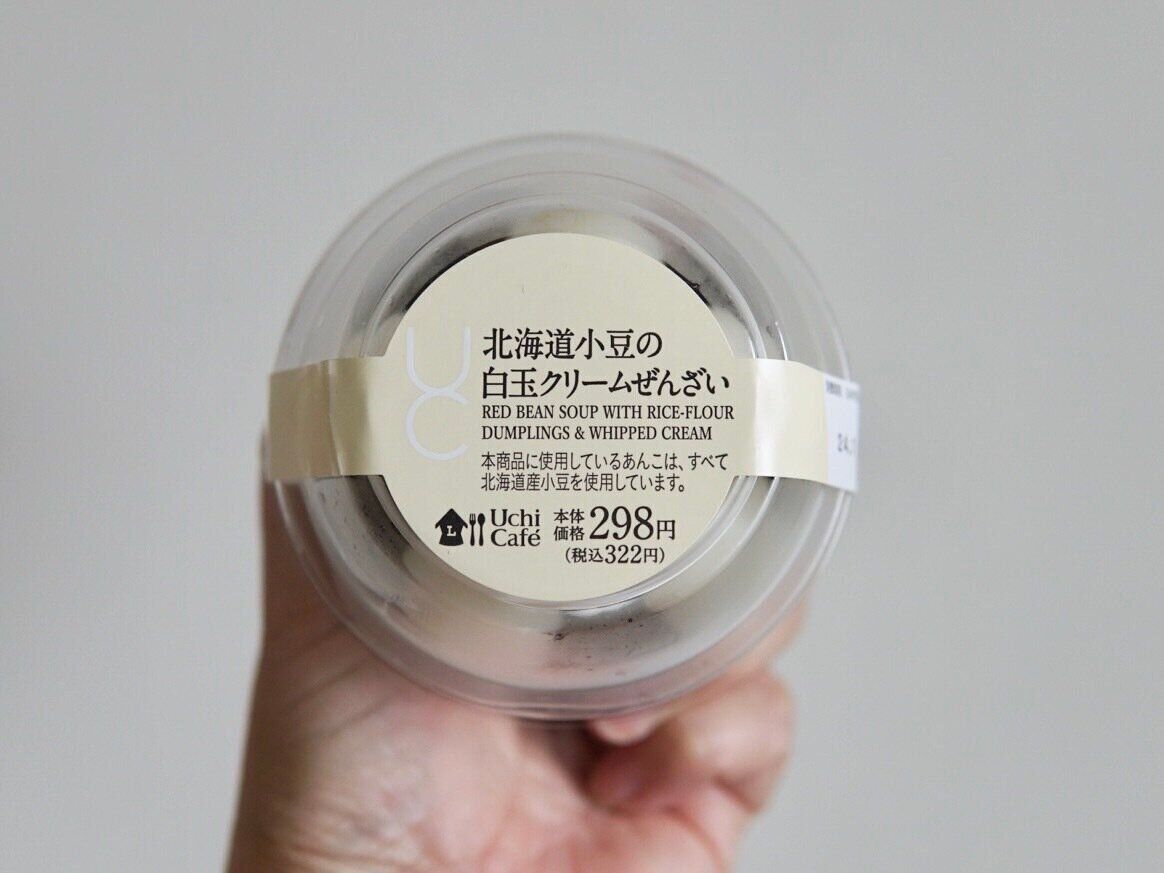 UC
北海道小豆の
白玉クリームぜんざい
RED BEAN SOUP WITH RICE-FLOUR
DUMPLINGS & WHIPPED CREAM
本商品に使用しているあんこは、すべて
北海道産小豆を使用しています。
L
Uchi
Café
本体
価格 298円
(税込322円)